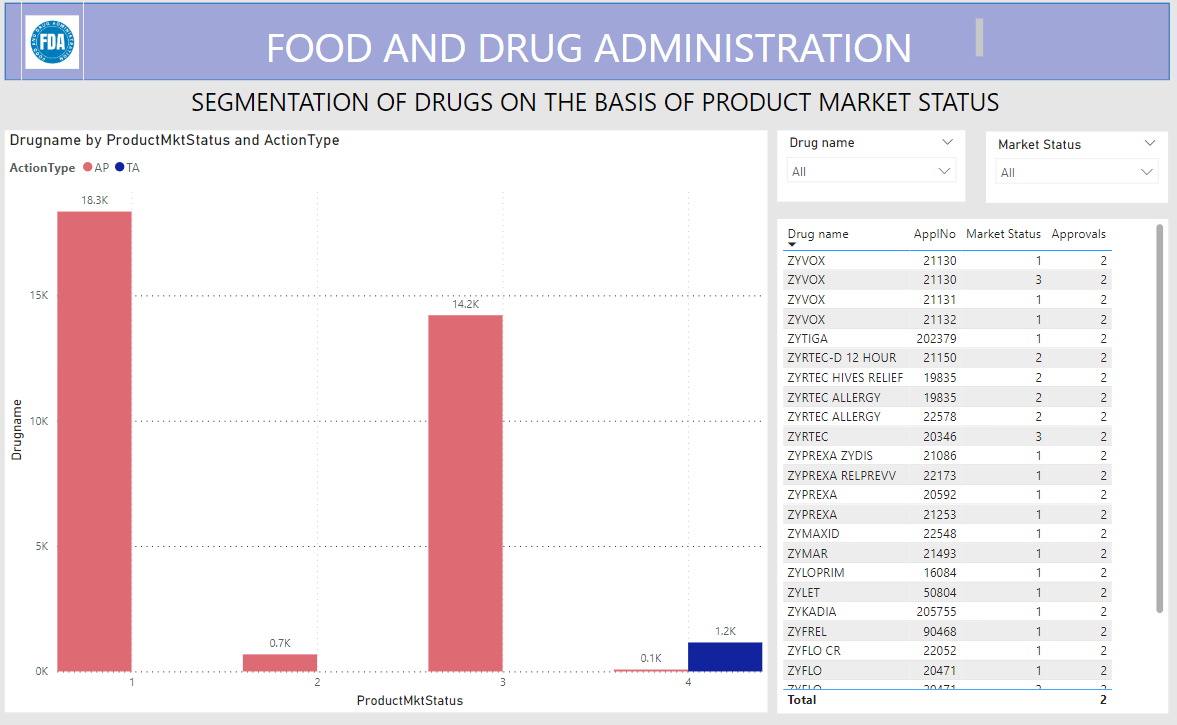 FDA
FOOD AND DRUG ADMINISTRATION
SEGMENTATION OF DRUGS ON THE BASIS OF PRODUCT MARKET STATUS
Drugname by ProductMktStatus and ActionType
ActionType AP TA
18.3K
15K
14.2K
10K
5K
0.7K
0.1K
1.2K
0K
1 2 3 4
Drugname
ProductMktStatus
Drug name
All
Market Status
All
Drug name ApplNo Market Status Approvals
ZYVOX 21130 1 2
ZYVOX 21130 3 2
ZYVOX 21131 1 2
ZYVOX 21132 1 2
ZYTIGA 202379 1 2
ZYRTEC-D 12 HOUR 21150 2 2
ZYRTEC HIVES RELIEF 19835 2 2
ZYRTEC ALLERGY 19835 2 2
ZYRTEC ALLERGY 22578 2 2
ZYRTEC 20346 3 2
ZYPREXA ZYDIS 21086 1 2
ZYPREXA RELPREVV 22173 1 2
ZYPREXA 20592 1 2
ZYPREXA 21253 1 2
ZYMAXID 22548 1 2
ZYMAR 21493 1 2
ZYLOPRIM 16084 1 2
ZYLET 50804 1 2
ZYKADIA 205755 1 2
ZYFREL 90468 1 2
ZYFLO CR 22052 1 2
ZYFLO 20471 1 2
Total 2